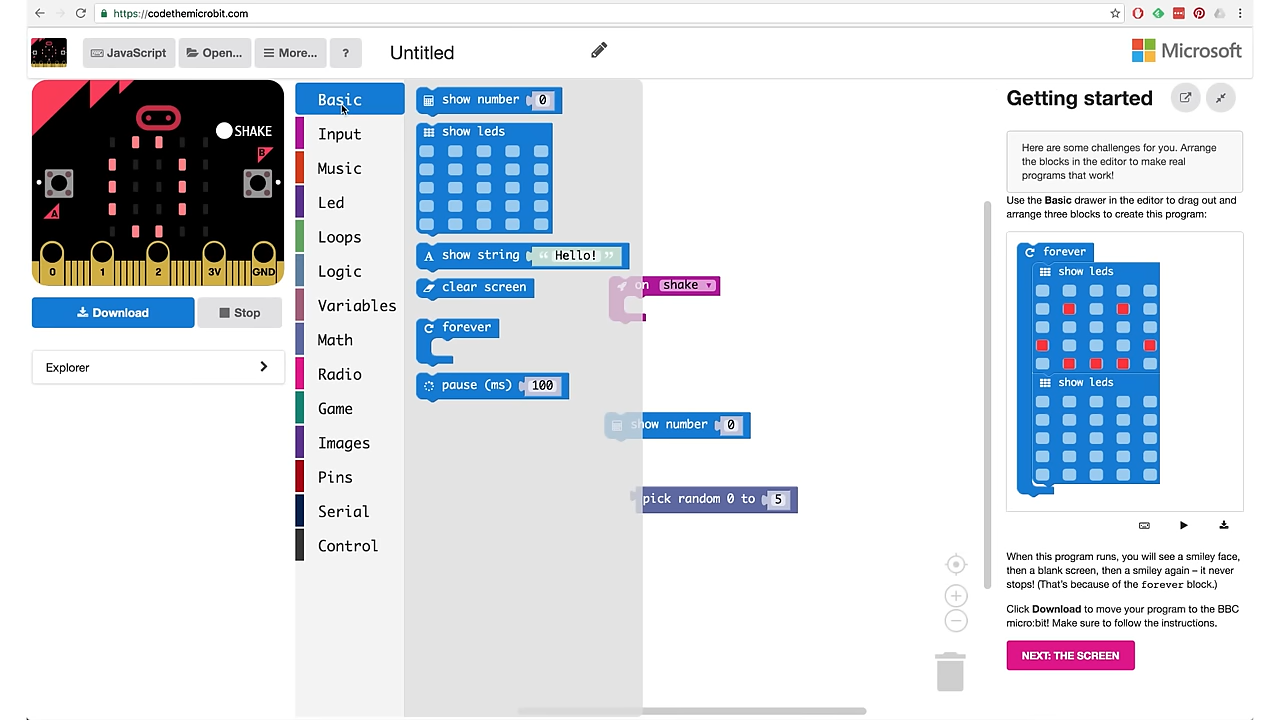 https://codethemicrobit.com
JavaScript
Open...
More...
?
Untitled
Microsoft
SHAKE
B
A
0 1 2 3V GND
Download
Stop
Explorer
Basic
Input
Music
Led
Loops
Logic
Variables
Math
Radio
Game
Images
Pins
Serial
Control
show number 0
show leds
show string “ Hello! ”
clear screen
forever
pause (ms) 100
on shake
show number 0
pick random 0 to 5
Getting started
Here are some challenges for you. Arrange
the blocks in the editor to make real
programs that work!
Use the Basic drawer in the editor to drag out and
arrange three blocks to create this program:
forever
show leds
show leds
When this program runs, you will see a smiley face,
then a blank screen, then a smiley again – it never
stops! (That’s because of the forever block.)
Click Download to move your program to the BBC
micro:bit! Make sure to follow the instructions.
NEXT: THE SCREEN